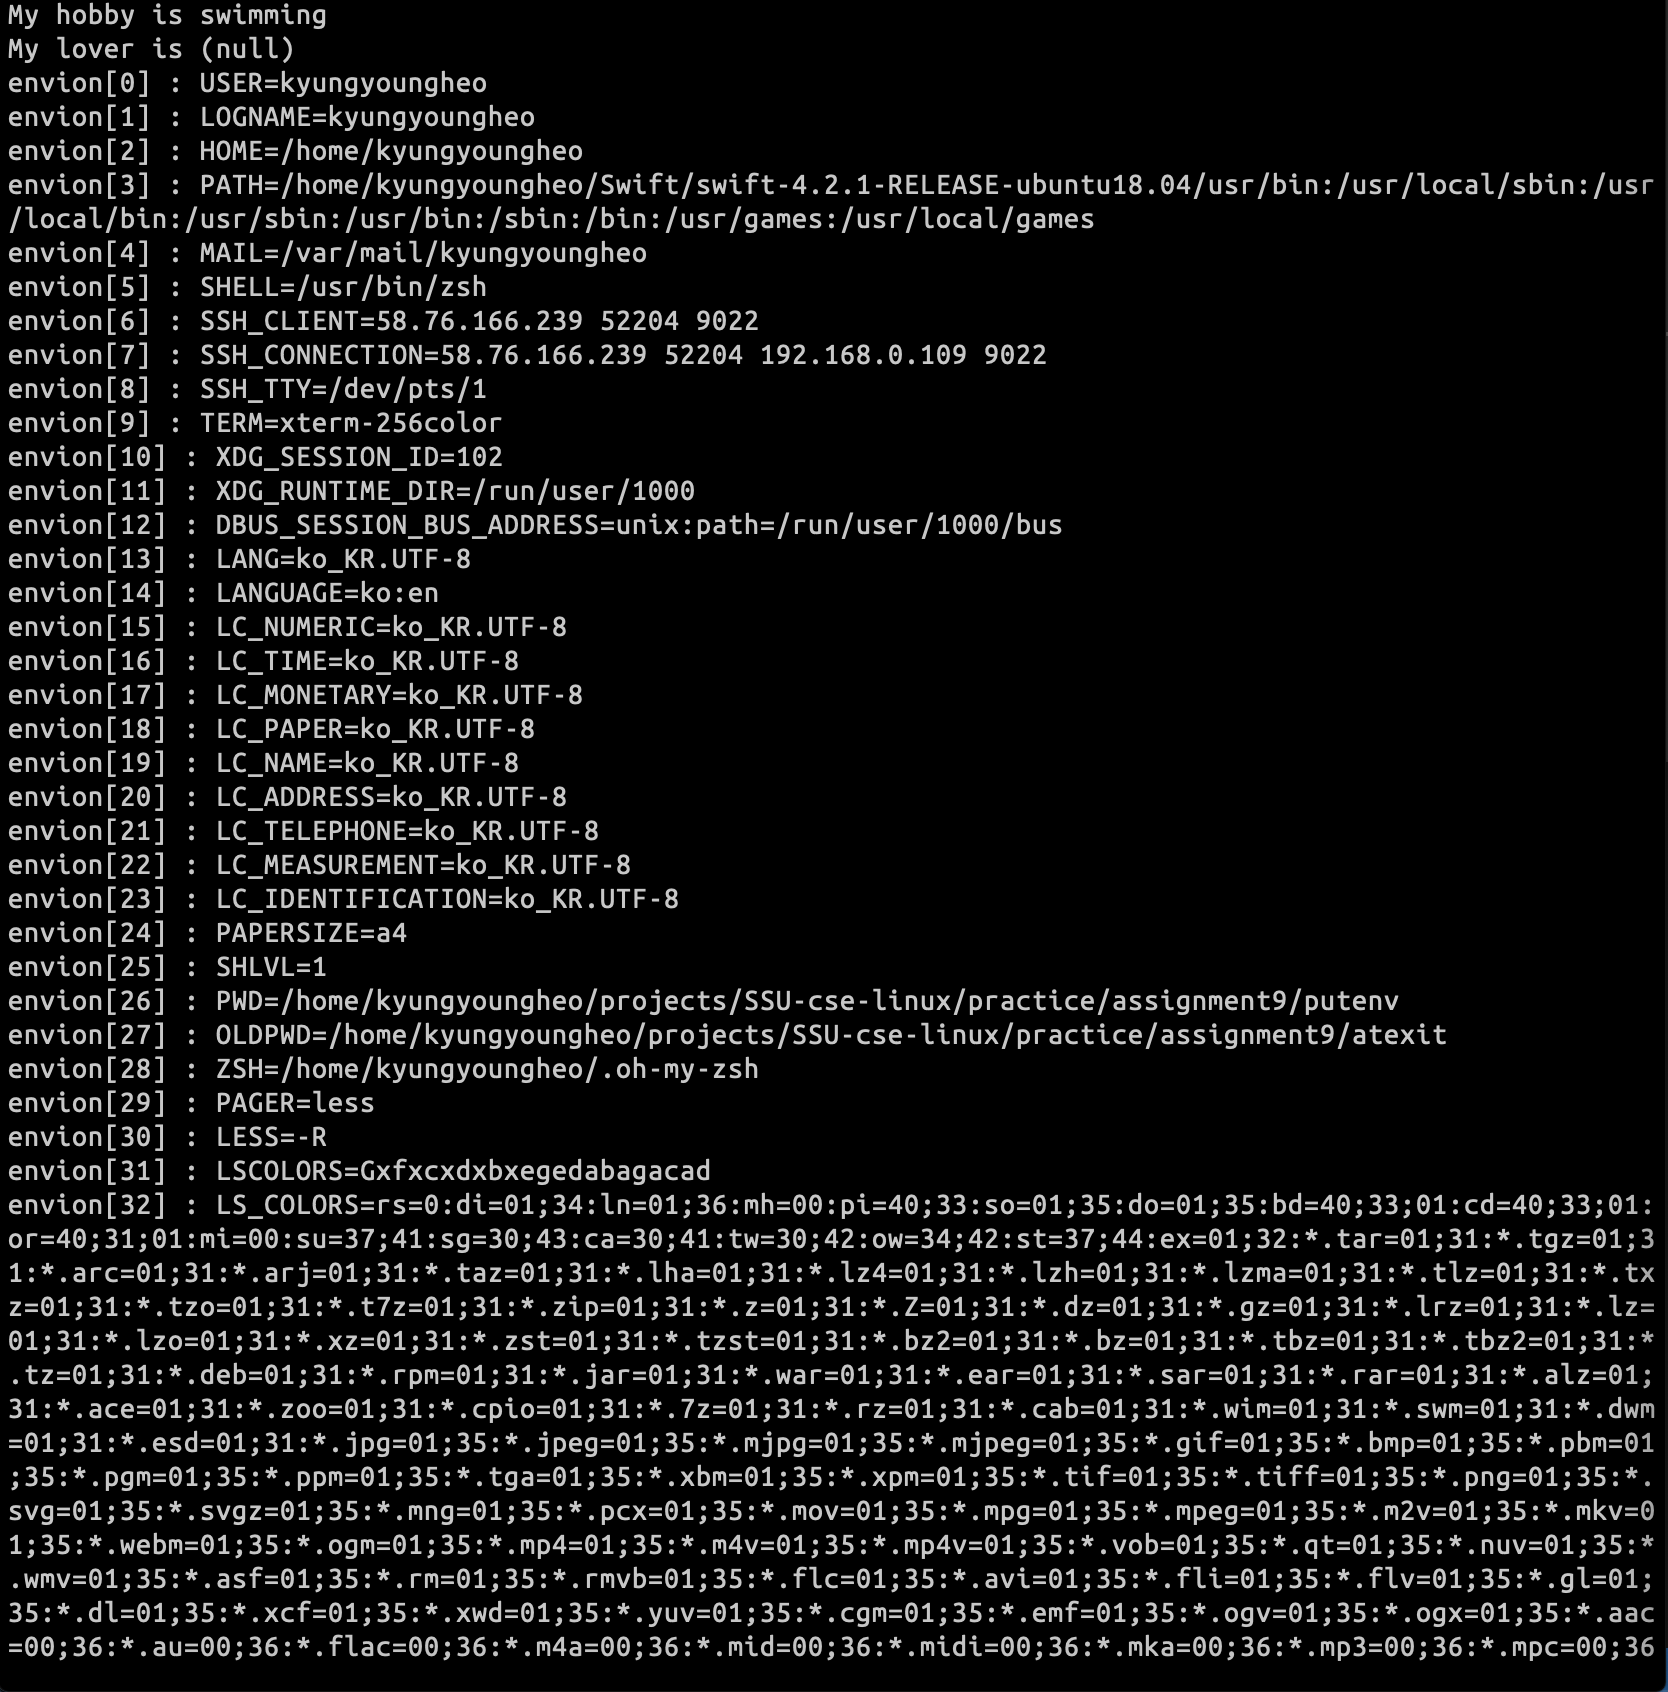 My hobby is swimming
My lover is (null)
envion[0] : USER=kyungyoungheo
envion[1] : LOGNAME=kyungyoungheo
envion[2] : HOME=/home/kyungyoungheo
envion[3] : PATH=/home/kyungyoungheo/Swift/swift-4.2.1-RELEASE-ubuntu18.04/usr/bin:/usr/local/sbin:/usr
/local/bin:/usr/sbin:/usr/bin:/sbin:/bin:/usr/games:/usr/local/games
envion[4] : MAIL=/var/mail/kyungyoungheo
envion[5] : SHELL=/usr/bin/zsh
envion[6] : SSH_CLIENT=58.76.166.239 52204 9022
envion[7] : SSH_CONNECTION=58.76.166.239 52204 192.168.0.109 9022
envion[8] : SSH_TTY=/dev/pts/1
envion[9] : TERM=xterm-256color
envion[10] : XDG_SESSION_ID=102
envion[11] : XDG_RUNTIME_DIR=/run/user/1000
envion[12] : DBUS_SESSION_BUS_ADDRESS=unix:path=/run/user/1000/bus
envion[13] : LANG=ko_KR.UTF-8
envion[14] : LANGUAGE=ko:en
envion[15] : LC_NUMERIC=ko_KR.UTF-8
envion[16] : LC_TIME=ko_KR.UTF-8
envion[17] : LC_MONETARY=ko_KR.UTF-8
envion[18] : LC_PAPER=ko_KR.UTF-8
envion[19] : LC_NAME=ko_KR.UTF-8
envion[20] : LC_ADDRESS=ko_KR.UTF-8
envion[21] : LC_TELEPHONE=ko_KR.UTF-8
envion[22] : LC_MEASUREMENT=ko_KR.UTF-8
envion[23] : LC_IDENTIFICATION=ko_KR.UTF-8
envion[24] : PAPERSIZE=a4
envion[25] : SHLVL=1
envion[26] : PWD=/home/kyungyoungheo/projects/SSU-cse-linux/practice/assignment9/putenv
envion[27] : OLDPWD=/home/kyungyoungheo/projects/SSU-cse-linux/practice/assignment9/atexit
envion[28] : ZSH=/home/kyungyoungheo/.oh-my-zsh
envion[29] : PAGER=less
envion[30] : LESS=-R
envion[31] : LSCOLORS=Gxfxcxdxbxegedabagacad
envion[32] : LS_COLORS=rs=0:di=01;34:ln=01;36:mh=00:pi=40;33:so=01;35:do=01;35:bd=40;33;01:cd=40;33;01:
or=40;31;01:mi=00:su=37;41:sg=30;43:ca=30;41:tw=30;42:ow=34;42:st=37;44:ex=01;32:*.tar=01;31:*.tgz=01;3
1:*.arc=01;31:*.arj=01;31:*.taz=01;31:*.lha=01;31:*.lz4=01;31:*.lzh=01;31:*.lzma=01;31:*.tlz=01;31:*.tx
z=01;31:*.tzo=01;31:*.t7z=01;31:*.zip=01;31:*.z=01;31:*.Z=01;31:*.dz=01;31:*.gz=01;31:*.lrz=01;31:*.lz=
01;31:*.lzo=01;31:*.xz=01;31:*.zst=01;31:*.tzst=01;31:*.bz2=01;31:*.bz=01;31:*.tbz=01;31:*.tbz2=01;31:*
.tz=01;31:*.deb=01;31:*.rpm=01;31:*.jar=01;31:*.war=01;31:*.ear=01;31:*.sar=01;31:*.rar=01;31:*.alz=01;
31:*.ace=01;31:*.zoo=01;31:*.cpio=01;31:*.7z=01;31:*.rz=01;31:*.cab=01;31:*.wim=01;31:*.swm=01;31:*.dwm
=01;31:*.esd=01;31:*.jpg=01;35:*.jpeg=01;35:*.mjpg=01;35:*.mjpeg=01;35:*.gif=01;35:*.bmp=01;35:*.pbm=01
;35:*.pgm=01;35:*.ppm=01;35:*.tga=01;35:*.xbm=01;35:*.xpm=01;35:*.tif=01;35:*.tiff=01;35:*.png=01;35:*.
svg=01;35:*.svgz=01;35:*.mng=01;35:*.pcx=01;35:*.mov=01;35:*.mpg=01;35:*.mpeg=01;35:*.m2v=01;35:*.mkv=0
1;35:*.webm=01;35:*.ogm=01;35:*.mp4=01;35:*.m4v=01;35:*.mp4v=01;35:*.vob=01;35:*.qt=01;35:*.nuv=01;35:*
.wmv=01;35:*.asf=01;35:*.rm=01;35:*.rmvb=01;35:*.flc=01;35:*.avi=01;35:*.fli=01;35:*.flv=01;35:*.gl=01;
35:*.dl=01;35:*.xcf=01;35:*.xwd=01;35:*.yuv=01;35:*.cgm=01;35:*.emf=01;35:*.ogv=01;35:*.ogx=01;35:*.aac
=00;36:*.au=00;36:*.flac=00;36:*.m4a=00;36:*.mid=00;36:*.midi=00;36:*.mka=00;36:*.mp3=00;36:*.mpc=00;36